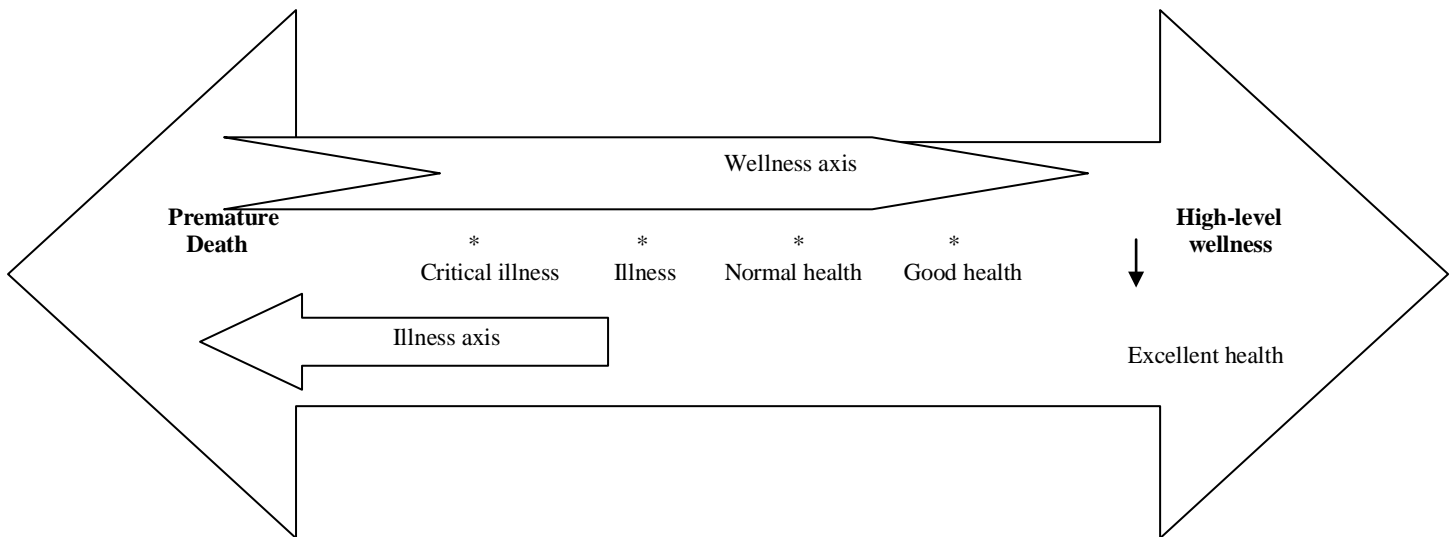 Wellness axis
Premature
Death
High-level
wellness
* * * *
Critical illness Illness Normal health Good health
Illness axis
Excellent health